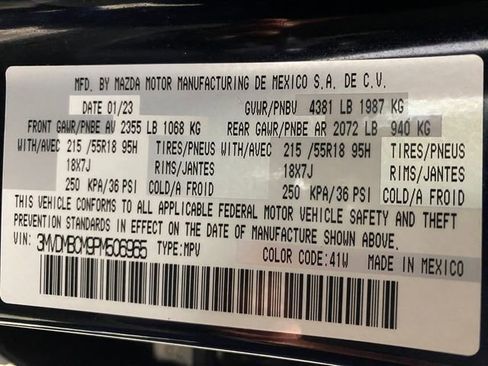 MFD. BY MAZDA MOTOR MANUFACTURING DE MEXICO S.A. DE C.V.
DATE 01/23 GVWR/PNBV 4381 LB 1987 KG
FRONT GAWR/PNBE AV 2355 LB 1068 KG REAR GAWR/PNBE AR 2072 LB 940 KG
WITH/AVEC 215 /55R18 95H TIRES/PNEUS WITH/AVEC 215 /55R18 95H TIRES/PNEUS
18X7J RIMS/JANTES 18X7J RIMS/JANTES
250 KPA/36 PSI COLD/A FROID 250 KPA/36 PSI COLD/A FROID
THIS VEHICLE CONFORMS TO ALL APPLICABLE FEDERAL MOTOR VEHICLE SAFETY AND THEFT
PREVENTION STANDARDS IN EFFECT ON THE DATE OF MANUFACTURE SHOWN ABOVE.
VIN: 3MVDMBCM9PM506965 TYPE:MPV COLOR CODE:41W MADE IN MEXICO